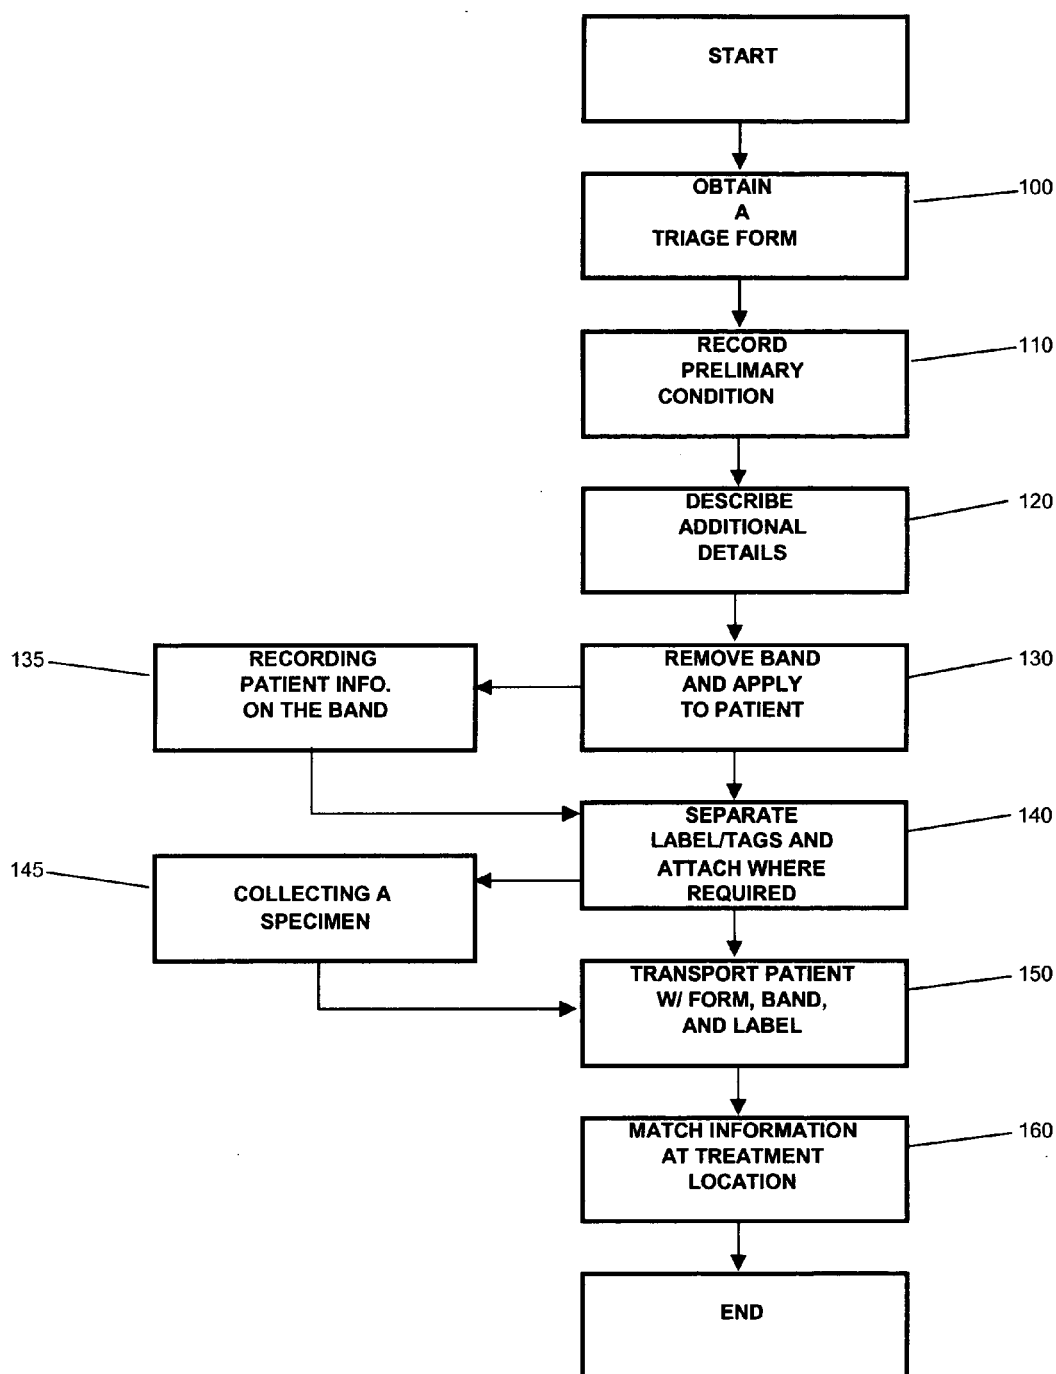 START
OBTAIN
A
TRIAGE FORM
100
RECORD
PRELIMARY
CONDITION
110
DESCRIBE
ADDITIONAL
DETAILS
120
135
RECORDING
PATIENT INFO.
ON THE BAND
REMOVE BAND
AND APPLY
TO PATIENT
130
SEPARATE
LABEL/TAGS AND
ATTACH WHERE
REQUIRED
140
145
COLLECTING A
SPECIMEN
TRANSPORT PATIENT
W/ FORM, BAND,
AND LABEL
150
MATCH INFORMATION
AT TREATMENT
LOCATION
160
END